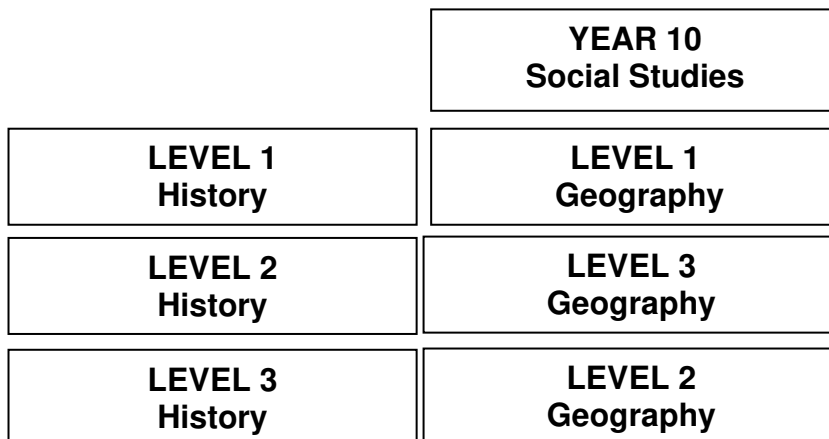 YEAR 10
Social Studies
LEVEL 1
History
LEVEL 1
Geography
LEVEL 2
History
LEVEL 3
Geography
LEVEL 3
History
LEVEL 2
Geography